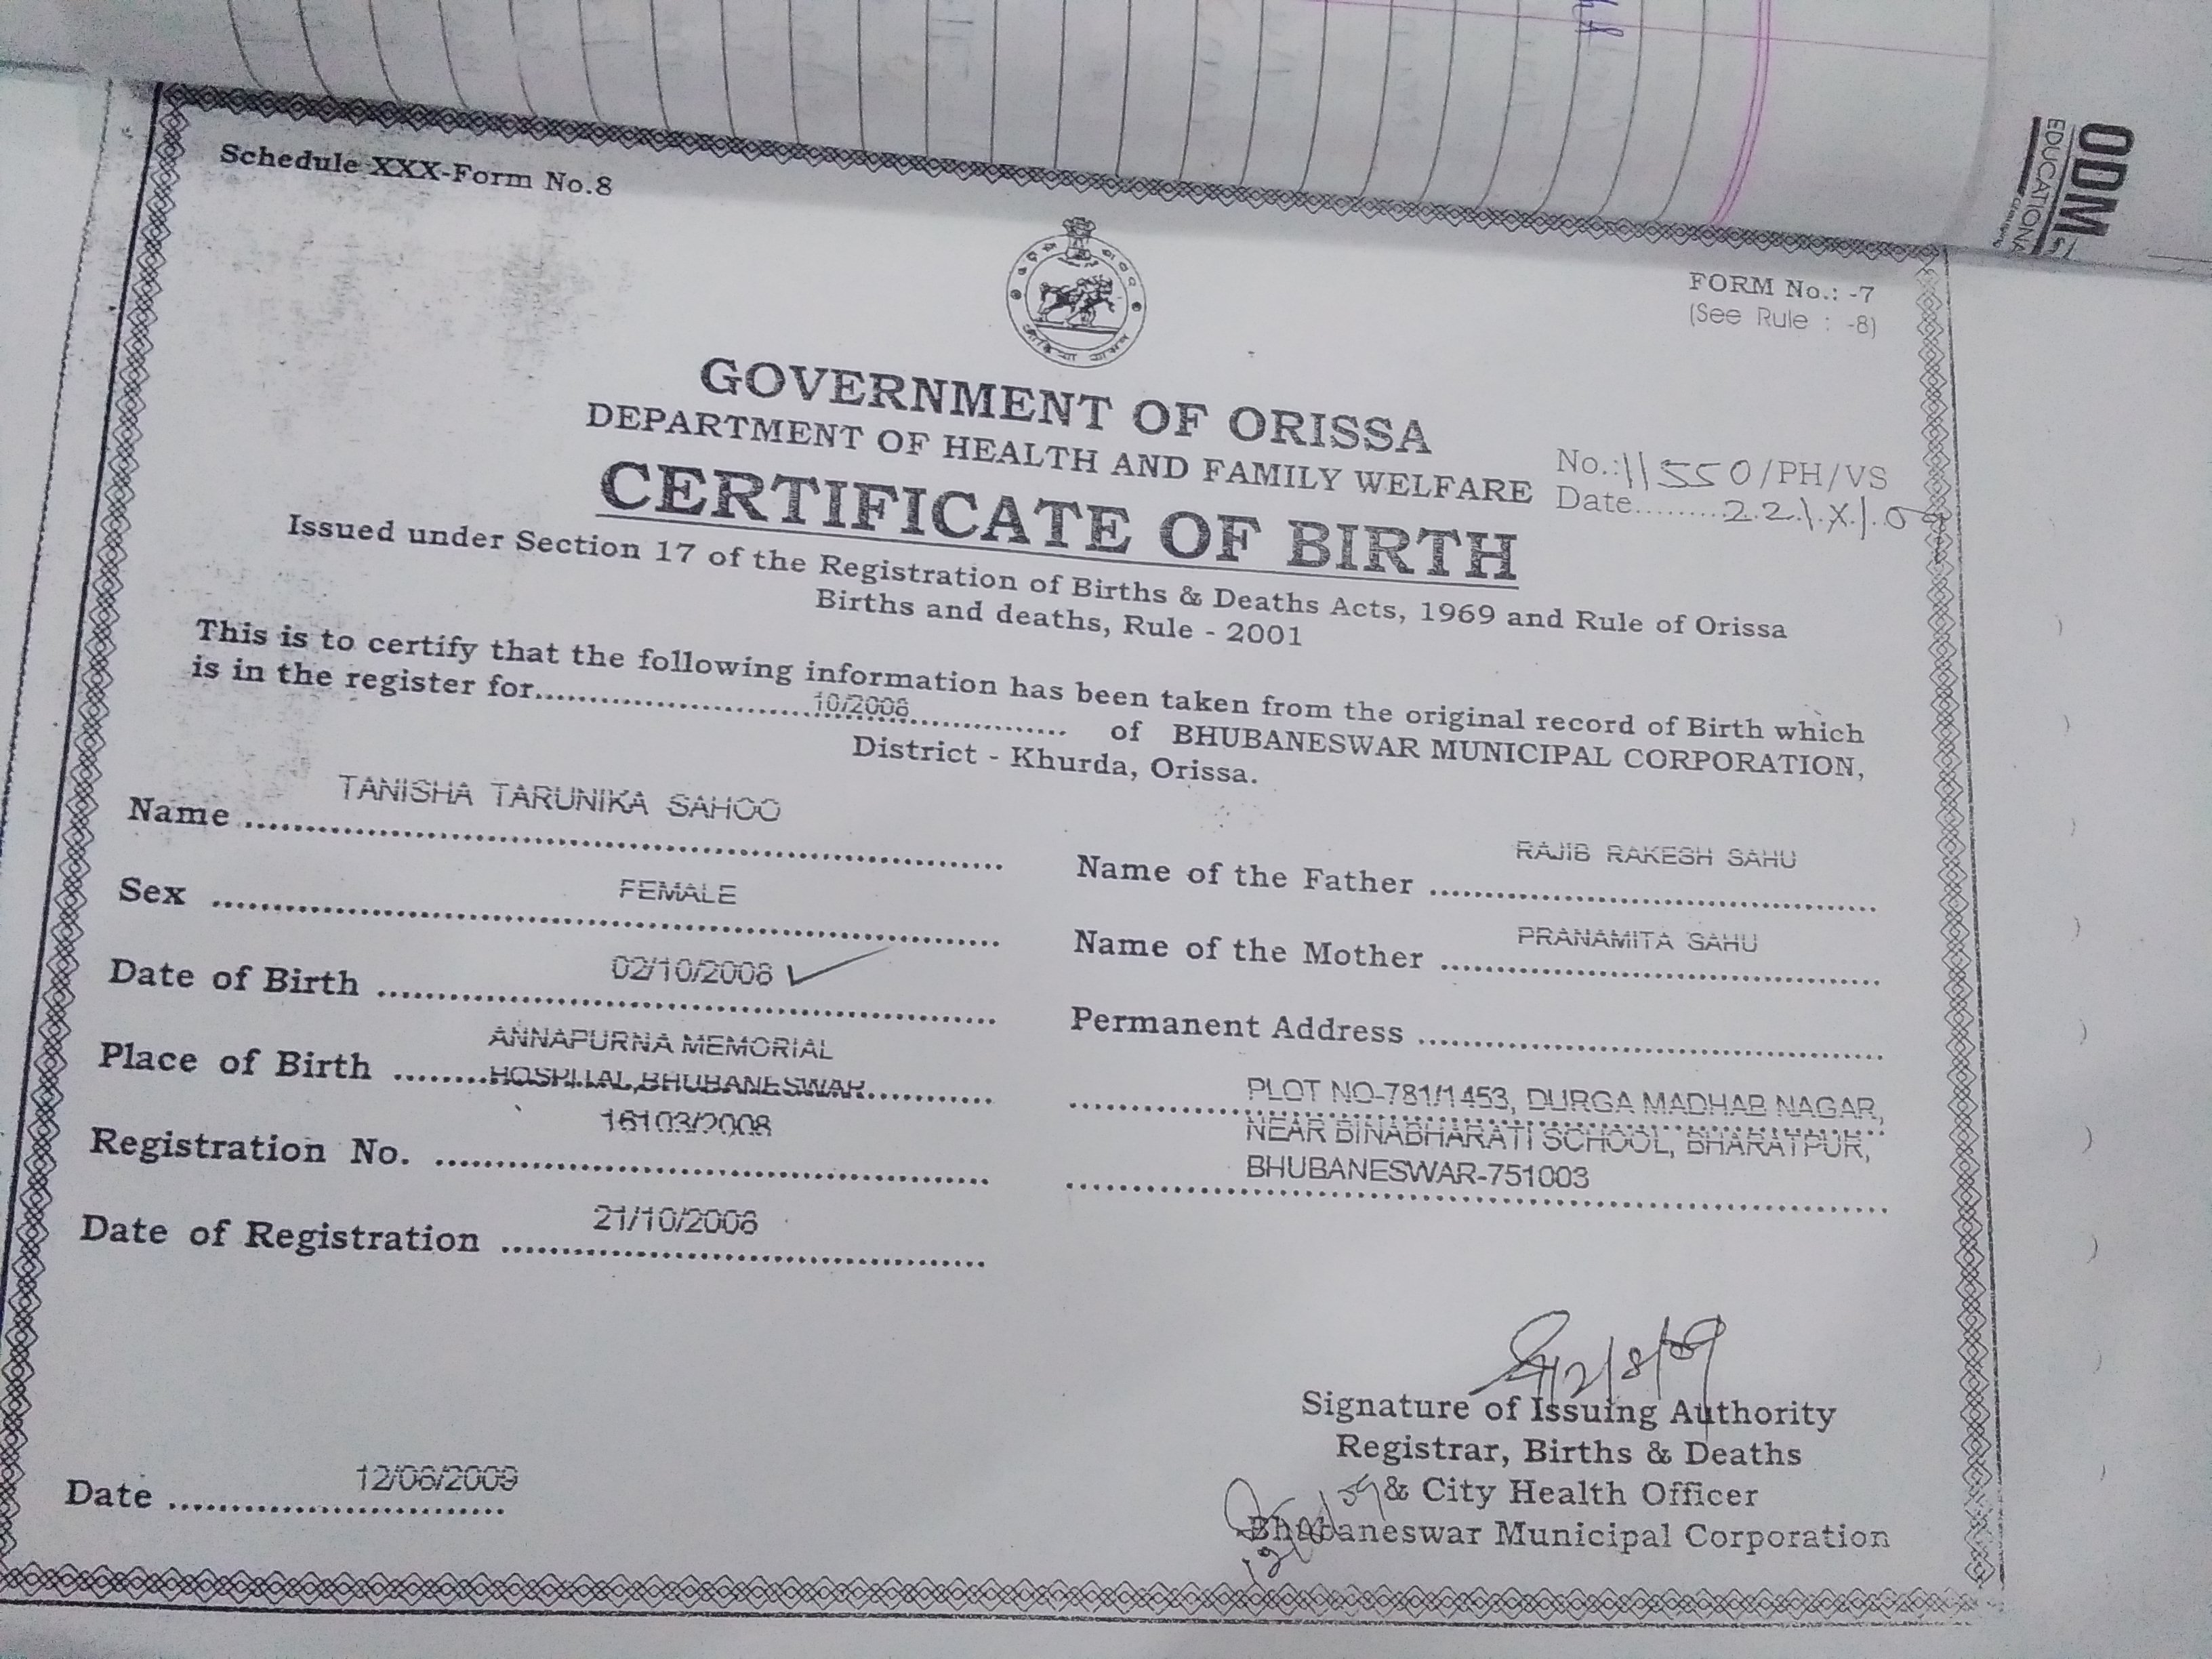 ODM
EDUCATIONAL
Schedule-XXX-Form No.8
FORM No.: -7
(See Rule : -8)
GOVERNMENT OF ORISSA
DEPARTMENT OF HEALTH AND FAMILY WELFARE
No.:11550/PH/VS
CERTIFICATE OF BIRTH
Date.........22.\.X|.
Issued under Section 17 of the Registration of Births & Deaths Acts, 1969 and Rule of Orissa
Births and deaths, Rule - 2001
This is to certify that the following information has been taken from the original record of Birth which
is in the register for..........10/2008.......... of BHUBANESWAR MUNICIPAL CORPORATION,
District - Khurda, Orissa.
Name TANISHA TARUNIKA SAHOO
Name of the Father RAJIB RAKESH SAHU
Sex FEMALE
Name of the Mother PRANAMITA SAHU
Date of Birth 02/10/2008 ✓
Permanent Address
Place of Birth ANNAPURNA MEMORIAL
HOSPITAL,BHUBANESWAR
PLOT NO-781/1453, DURGA MADHAB NAGAR,
NEAR BINABHARATI SCHOOL, BHARATPUR,
BHUBANESWAR-751003
Registration No. 16103/2008
Date of Registration 21/10/2008
Signature of Issuing Authority
Registrar, Births & Deaths
& City Health Officer
Bhubaneswar Municipal Corporation
Date 12/08/2009